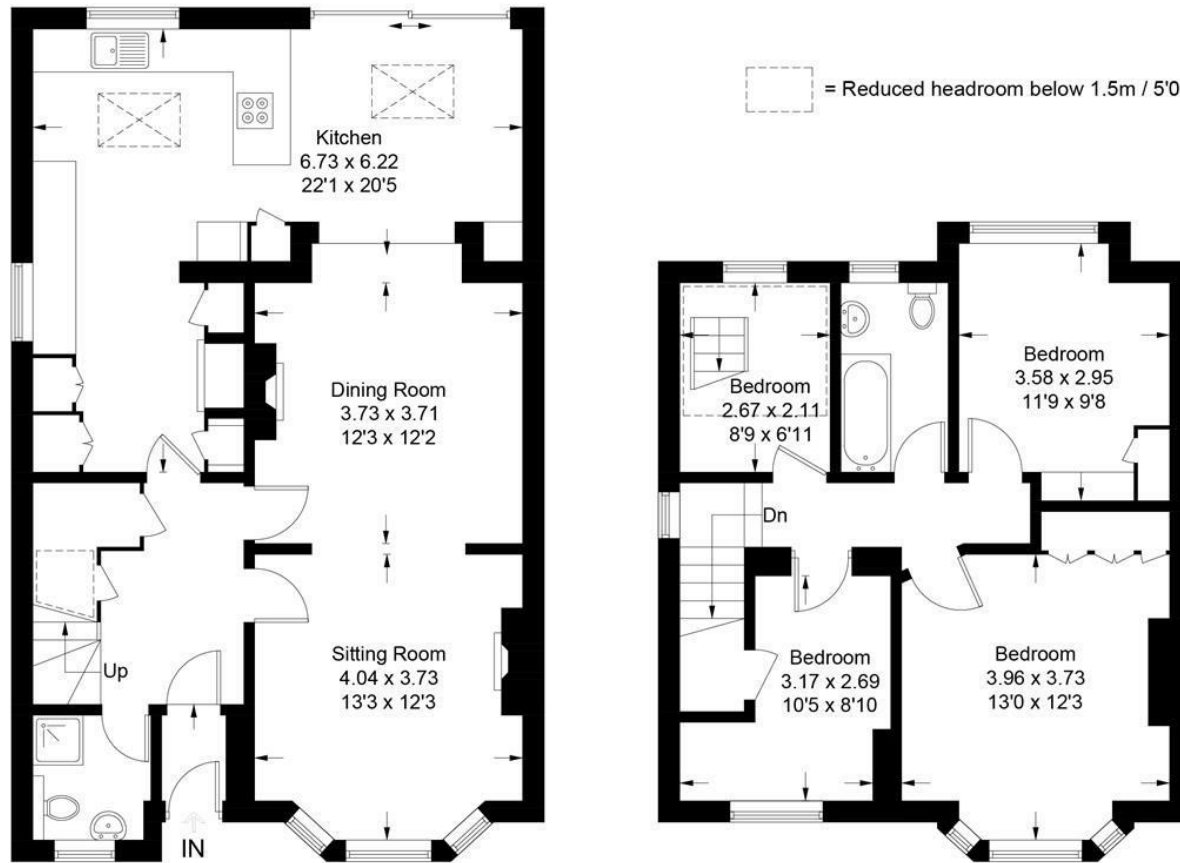 Kitchen
6.73 x 6.22
22'1 x 20'5
Dining Room
3.73 x 3.71
12'3 x 12'2
Up
Sitting Room
4.04 x 3.73
13'3 x 12'3
IN
= Reduced headroom below 1.5m / 5'0
Bedroom
2.67 x 2.11
8'9 x 6'11
Bedroom
3.58 x 2.95
11'9 x 9'8
Dn
Bedroom
3.17 x 2.69
10'5 x 8'10
Bedroom
3.96 x 3.73
13'0 x 12'3